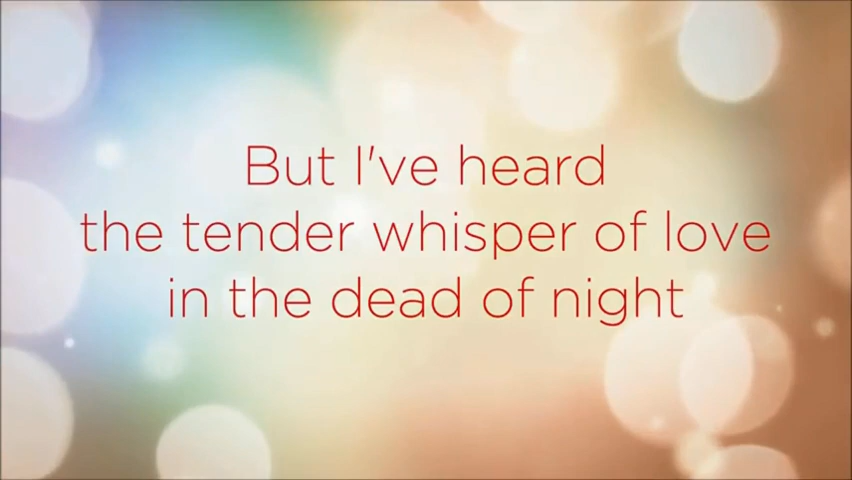 But I've heard
the tender whisper of love
in the dead of night